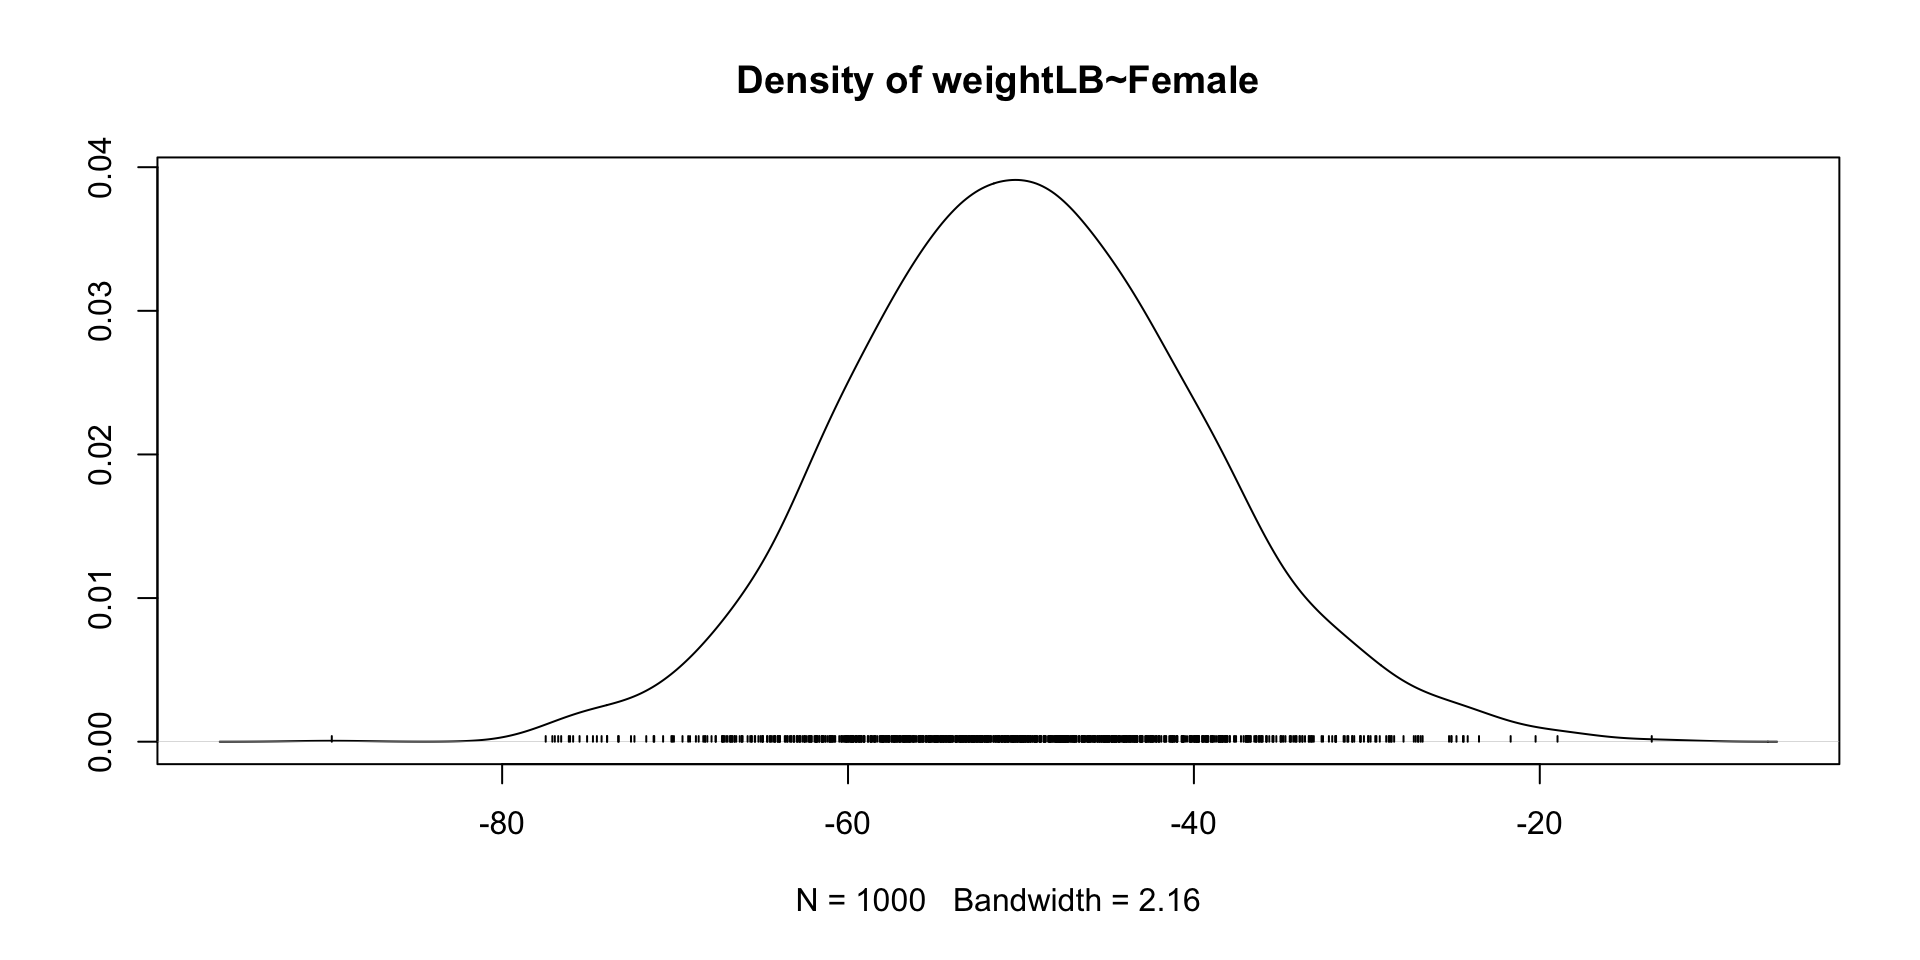 Density of weightLB~Female
0.04
0.03
0.02
0.01
0.00
-80 -60 -40 -20
N = 1000 Bandwidth = 2.16